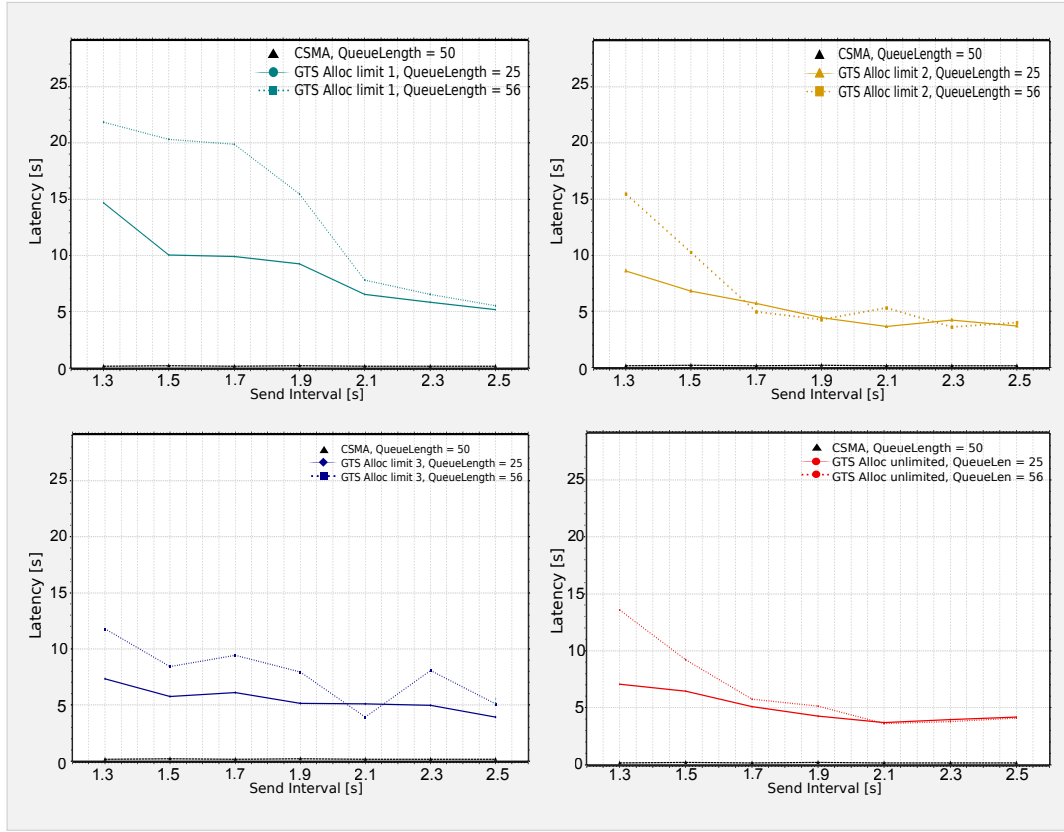 CSMA, QueueLength = 50
GTS Alloc limit 1, QueueLength = 25
GTS Alloc limit 1, QueueLength = 56
25
20
15
10
5
0
Latency [s]
1.3 1.5 1.7 1.9 2.1 2.3 2.5
Send Interval [s]
CSMA, QueueLength = 50
GTS Alloc limit 2, QueueLength = 25
GTS Alloc limit 2, QueueLength = 56
25
20
15
10
5
0
Latency [s]
1.3 1.5 1.7 1.9 2.1 2.3 2.5
Send Interval [s]
CSMA, QueueLength = 50
GTS Alloc limit 3, QueueLength = 25
GTS Alloc limit 3, QueueLength = 56
25
20
15
10
5
0
Latency [s]
1.3 1.5 1.7 1.9 2.1 2.3 2.5
Send Interval [s]
CSMA, QueueLength = 50
GTS Alloc unlimited, QueueLen = 25
GTS Alloc unlimited, QueueLen = 56
25
20
15
10
5
0
Latency [s]
1.3 1.5 1.7 1.9 2.1 2.3 2.5
Send Interval [s]